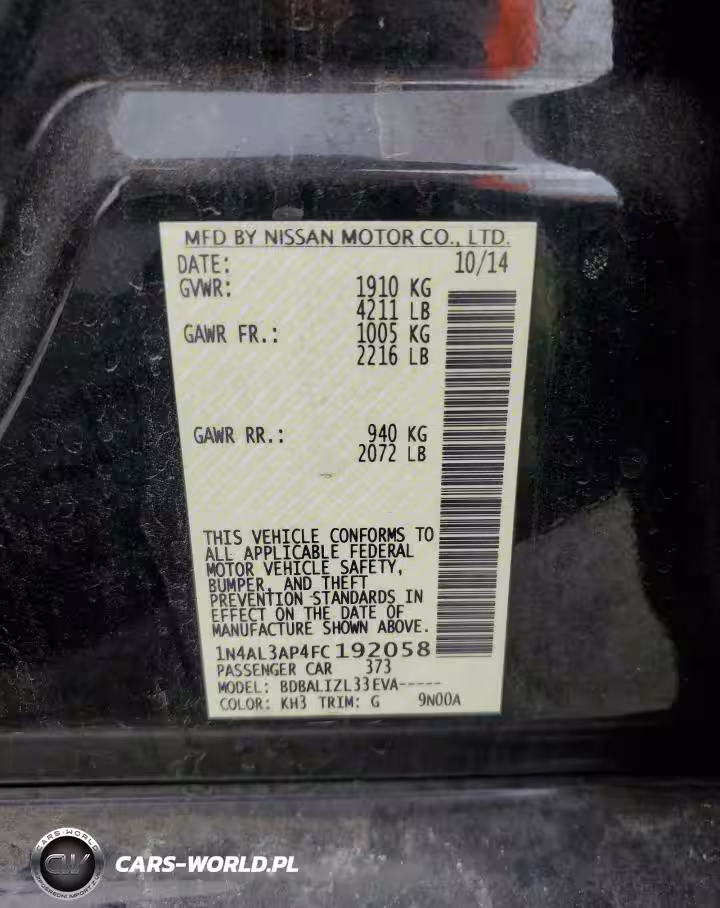 MFD BY NISSAN MOTOR CO., LTD.
DATE: 10/14
GVWR: 1910 KG
4211 LB
GAWR FR.: 1005 KG
2216 LB
GAWR RR.: 940 KG
2072 LB
THIS VEHICLE CONFORMS TO
ALL APPLICABLE FEDERAL
MOTOR VEHICLE SAFETY,
BUMPER, AND THEFT
PREVENTION STANDARDS IN
EFFECT ON THE DATE OF
MANUFACTURE SHOWN ABOVE.
1N4AL3AP4FC192058
PASSENGER CAR 373
MODEL: BDBALIZL33EVA-----
COLOR: KH3 TRIM: G 9N00A
CARS-WORLD
CW
CARS-WORLD.PL